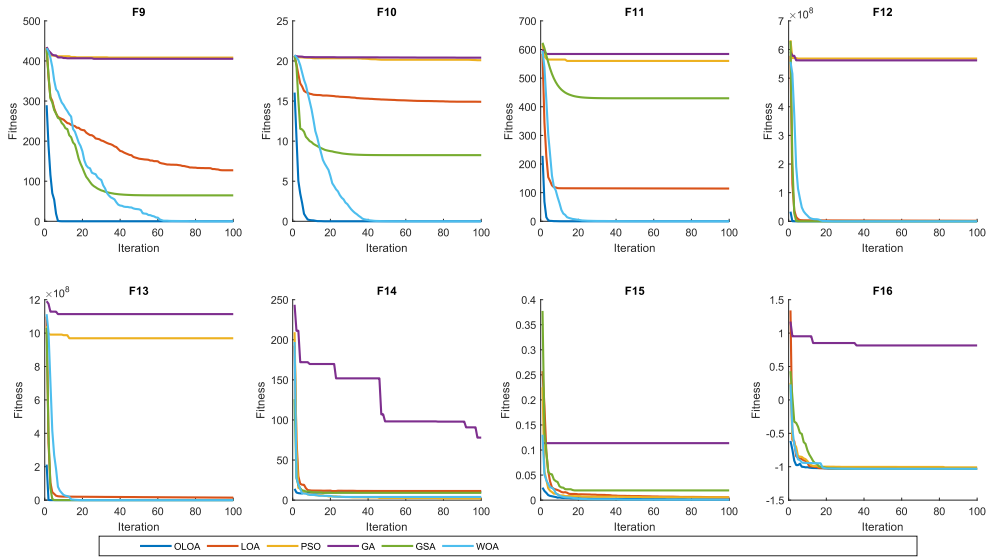 F9
500
400
300
200
100
0
Fitness
0 20 40 60 80 100
Iteration
F10
25
20
15
10
5
0
Fitness
0 20 40 60 80 100
Iteration
F11
700
600
500
400
300
200
100
0
Fitness
0 20 40 60 80 100
Iteration
F12
×10⁸
7
6
5
4
3
2
1
0
Fitness
0 20 40 60 80 100
Iteration
F13
×10⁸
12
10
8
6
4
2
0
Fitness
0 20 40 60 80 100
Iteration
F14
250
200
150
100
50
0
Fitness
0 20 40 60 80 100
Iteration
F15
0.4
0.35
0.3
0.25
0.2
0.15
0.1
0.05
0
Fitness
0 20 40 60 80 100
Iteration
F16
1.5
1
0.5
0
-0.5
-1
-1.5
Fitness
0 20 40 60 80 100
Iteration
OLOA LOA PSO GA GSA WOA